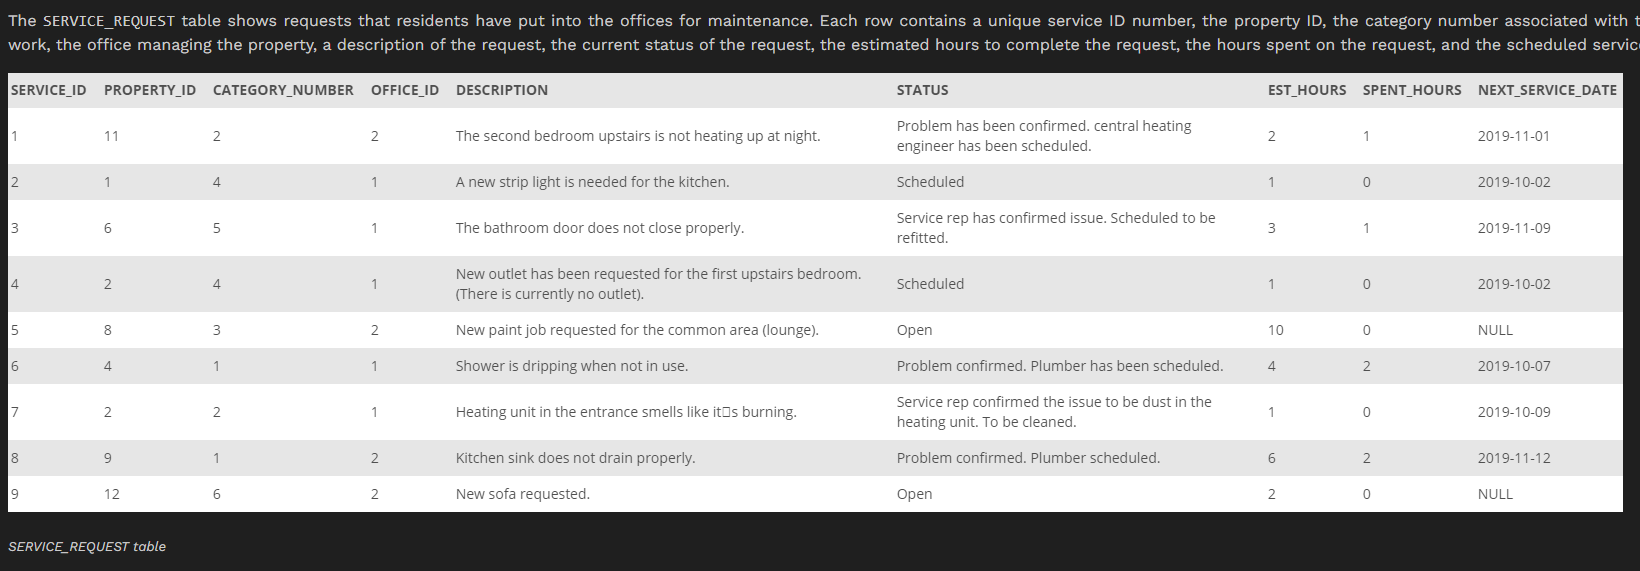 The SERVICE_REQUEST table shows requests that residents have put into the offices for maintenance. Each row contains a unique service ID number, the property ID, the category number associated with
work, the office managing the property, a description of the request, the current status of the request, the estimated hours to complete the request, the hours spent on the request, and the scheduled
SERVICE_ID PROPERTY_ID CATEGORY_NUMBER OFFICE_ID DESCRIPTION STATUS EST_HOURS SPENT_HOURS NEXT_SERVICE_DATE
1 11 2 2 The second bedroom upstairs is not heating up at night. Problem has been confirmed. central heating 2 1 2019-11-01
engineer has been scheduled.
2 1 4 1 A new strip light is needed for the kitchen. Scheduled 1 0 2019-10-02
3 6 5 1 The bathroom door does not close properly. Service rep has confirmed issue. Scheduled to be 3 1 2019-11-09
refitted.
4 2 4 1 New outlet has been requested for the first upstairs bedroom. Scheduled 1 0 2019-10-02
(There is currently no outlet).
5 8 3 2 New paint job requested for the common area (lounge). Open 10 0 NULL
6 4 1 1 Shower is dripping when not in use. Problem confirmed. Plumber has been scheduled. 4 2 2019-10-07
7 2 2 1 Heating unit in the entrance smells like it□s burning. Service rep confirmed the issue to be dust in the 1 0 2019-10-09
heating unit. To be cleaned.
8 9 1 2 Kitchen sink does not drain properly. Problem confirmed. Plumber scheduled. 6 2 2019-11-12
9 12 6 2 New sofa requested. Open 2 0 NULL
SERVICE_REQUEST table